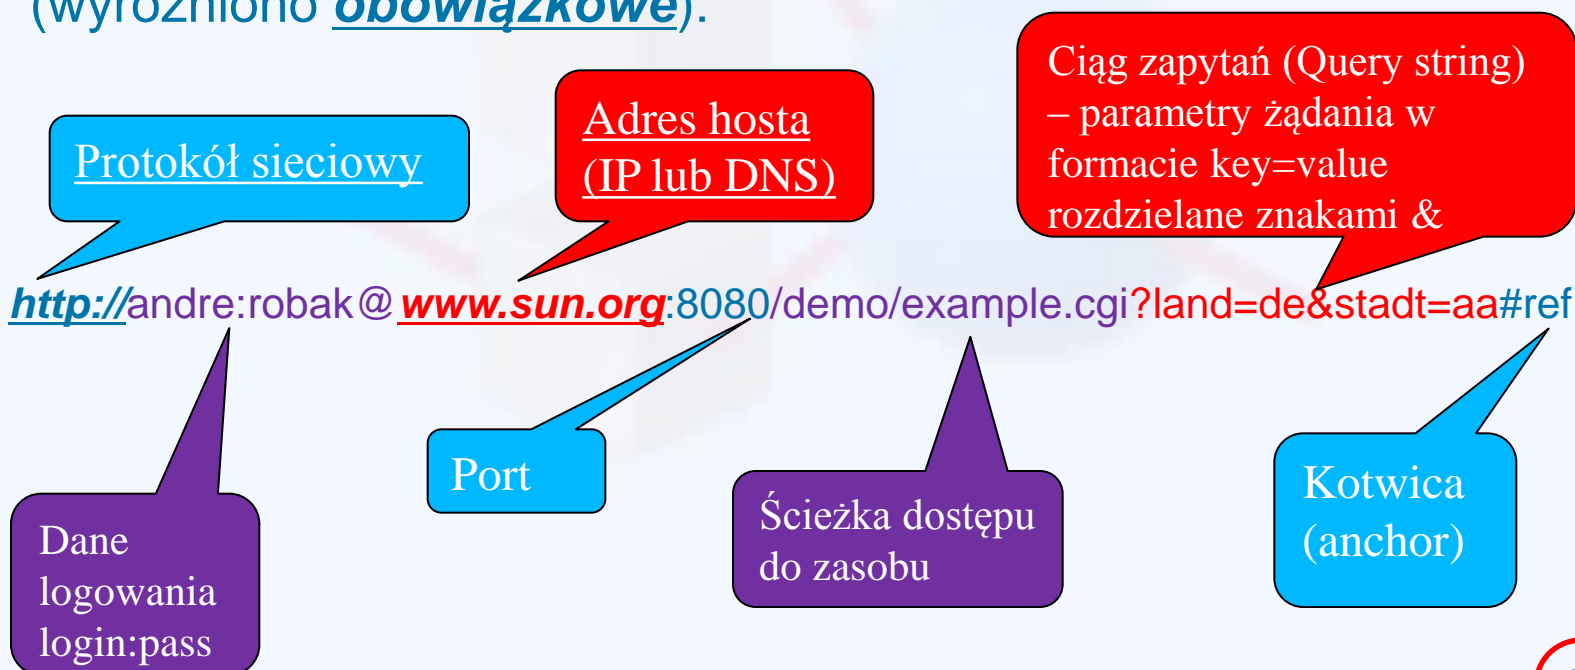 (wyróżniono obowiązkowe).
Protokół sieciowy
Adres hosta
(IP lub DNS)
Ciąg zapytań (Query string)
– parametry żądania w
formacie key=value
rozdzielane znakami &
http://andre:robak@www.sun.org:8080/demo/example.cgi?land=de&stadt=aa#ref
Dane
logowania
login:pass
Port
Ścieżka dostępu
do zasobu
Kotwica
(anchor)